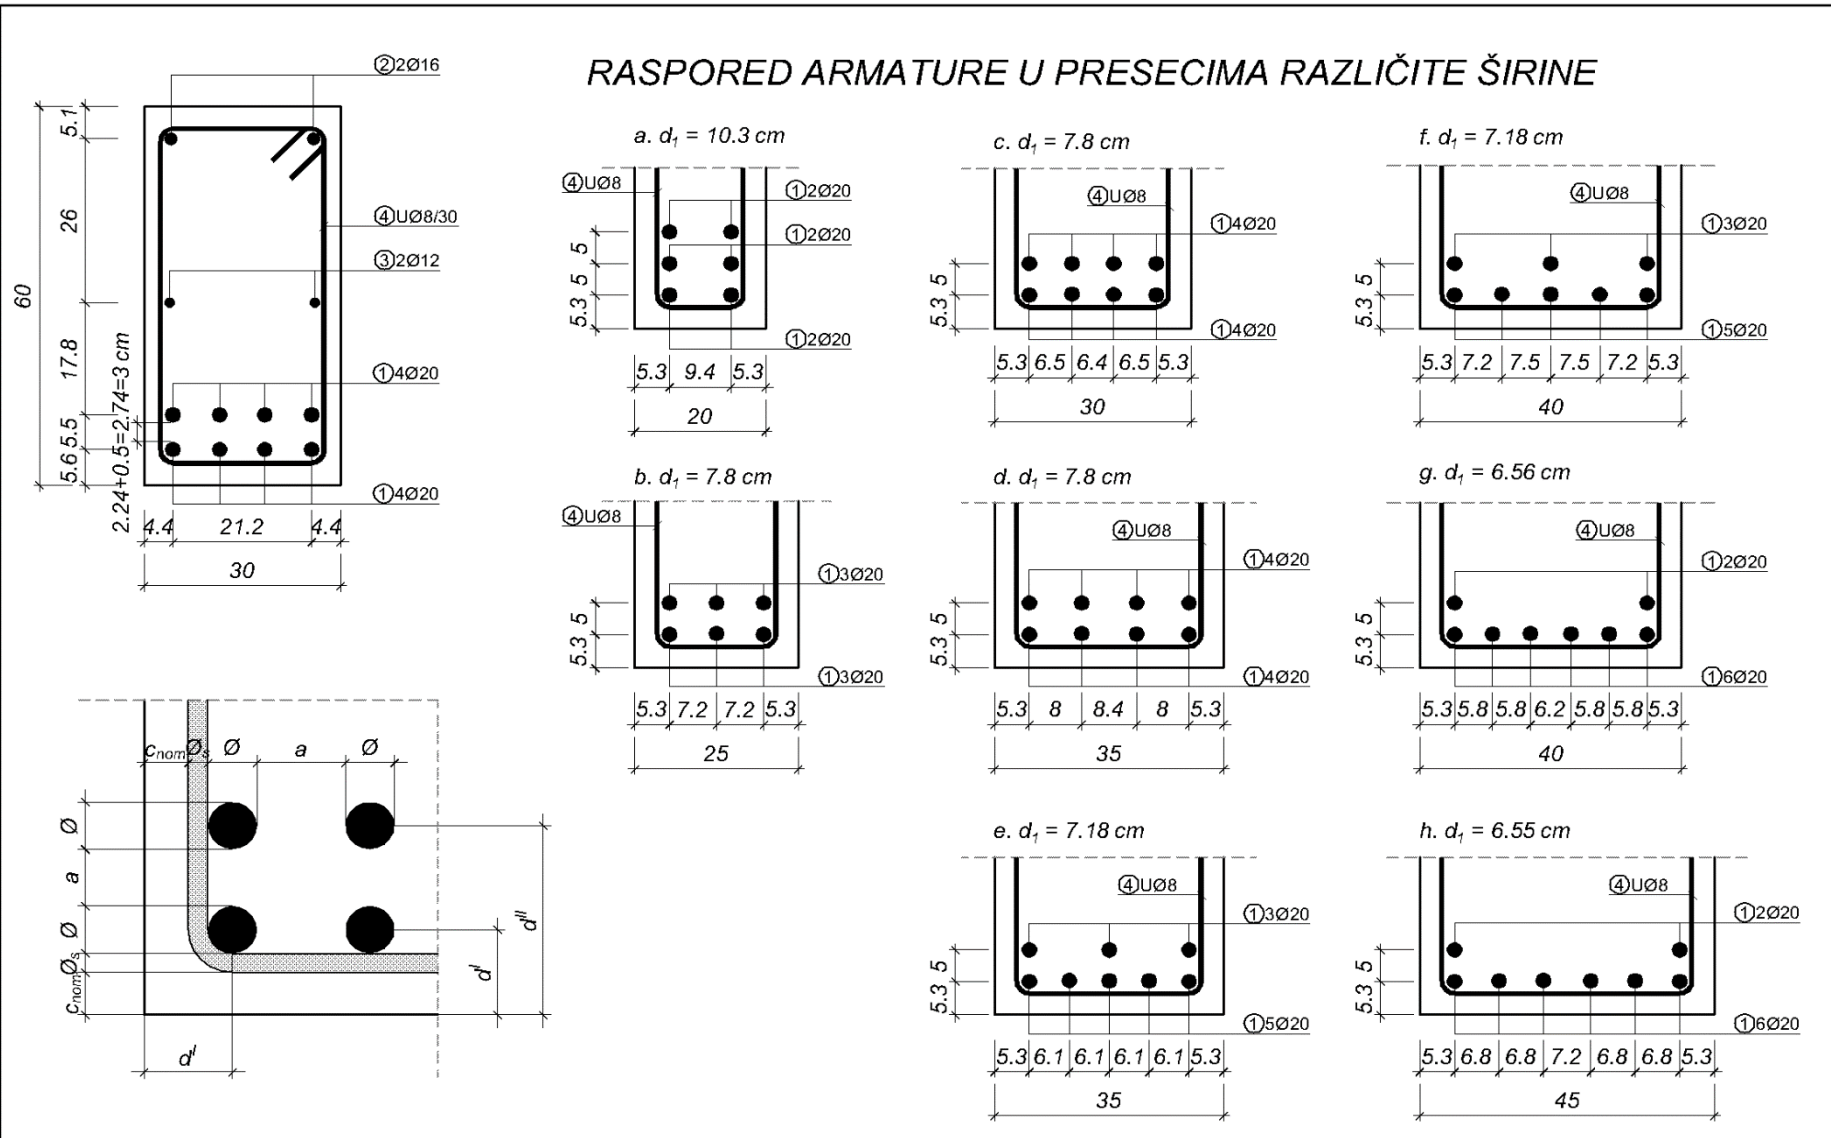 RASPORED ARMATURE U PRESECIMA RAZLIČITE ŠIRINE
②2Ø16
④UØ8/30
③2Ø12
①4Ø20
①4Ø20
5.1
26
17.8
5.5
5.6
60
2.24+0.5=2.74=3 cm
4.4 21.2 4.4
30
c_nom Ø_s Ø a Ø
Ø
a
Ø
Ø_s
c_nom
d^I
d^I
d^II
a. d₁ = 10.3 cm
④UØ8
①2Ø20
①2Ø20
①2Ø20
5
5
5.3
5.3 9.4 5.3
20
b. d₁ = 7.8 cm
④UØ8
①3Ø20
①3Ø20
5
5.3
5.3 7.2 7.2 5.3
25
c. d₁ = 7.8 cm
④UØ8
①4Ø20
①4Ø20
5
5.3
5.3 6.5 6.4 6.5 5.3
30
d. d₁ = 7.8 cm
④UØ8
①4Ø20
①4Ø20
5
5.3
5.3 8 8.4 8 5.3
35
e. d₁ = 7.18 cm
④UØ8
①3Ø20
①5Ø20
5
5.3
5.3 6.1 6.1 6.1 6.1 5.3
35
f. d₁ = 7.18 cm
④UØ8
①3Ø20
①5Ø20
5
5.3
5.3 7.2 7.5 7.5 7.2 5.3
40
g. d₁ = 6.56 cm
④UØ8
①2Ø20
①6Ø20
5
5.3
5.3 5.8 5.8 6.2 5.8 5.8 5.3
40
h. d₁ = 6.55 cm
④UØ8
①2Ø20
①6Ø20
5
5.3
5.3 6.8 6.8 7.2 6.8 6.8 5.3
45